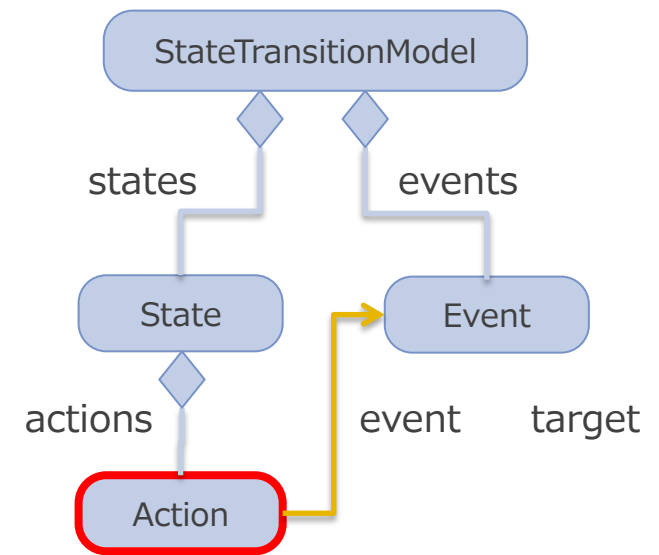 StateTransitionModel
states
events
State
Event
actions
event
target
Action